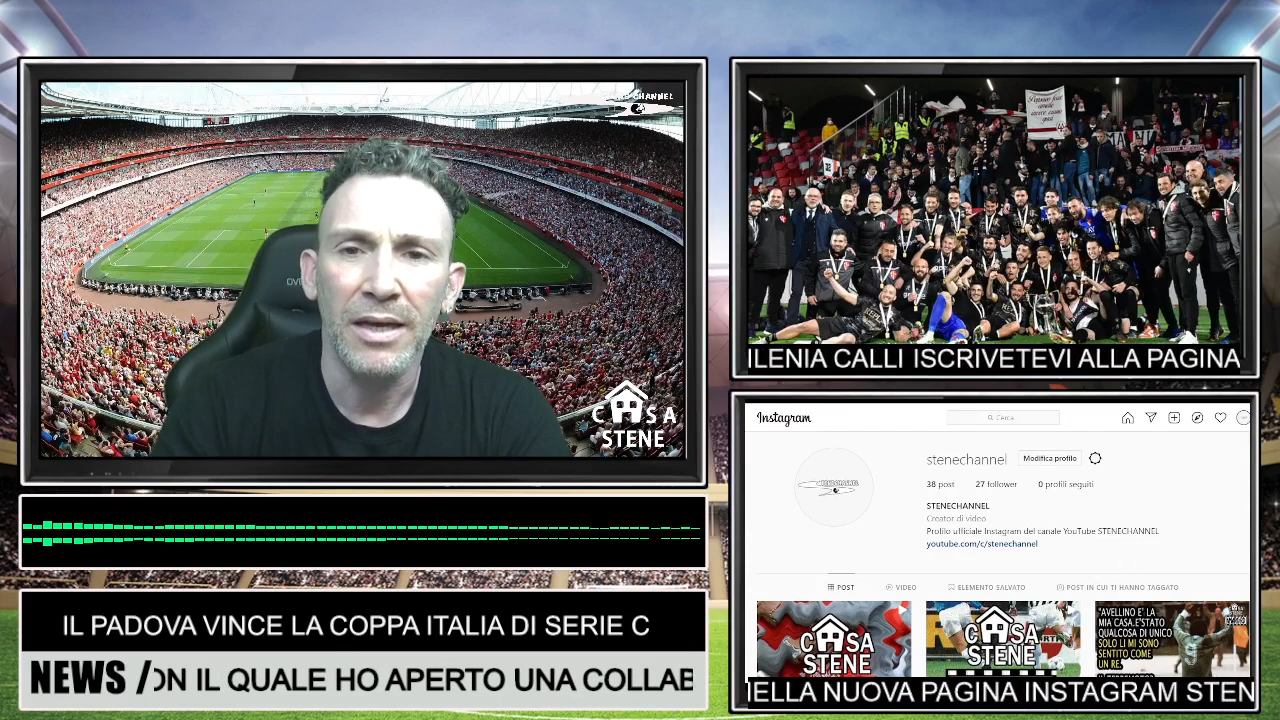 CHANNEL
CASA
STENE
IL PADOVA VINCE LA COPPA ITALIA DI SERIE C
NEWS / ON IL QUALE HO APERTO UNA COLLAB
ILENIA CALLI ISCRIVETEVI ALLA PAGINA
Instagram
Cerca
stenechannel
Modifica profilo
38 post 27 follower 0 profili seguiti
STENECHANNEL
Creator di video
Profilo ufficiale Instagram del canale YouTube STENECHANNEL
youtube.com/c/stenechannel
POST VIDEO ELEMENTO SALVATO POST IN CUI TI HANNO TAGGATO
CASA
STENE
CASA
STENE
"AVELLINO E' LA
MIA CASA.E'STATO
QUALCOSA DI UNICO
SOLO LI MI SONO
SENTITO COME
UN RE.
NELLA NUOVA PAGINA INSTAGRAM STEN